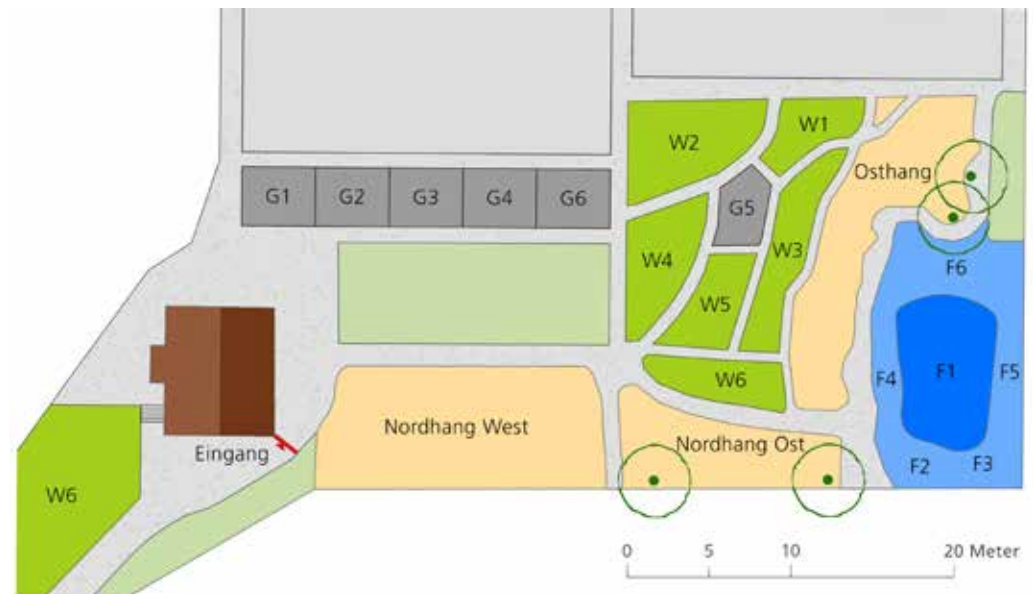 W2
W1
Osthang
G1 G2 G3 G4 G6
G5
W4
W3
F6
W5
W6
F4
F1
F5
Nordhang West
Nordhang Ost
Eingang
F2
F3
W6
0 5 10 20 Meter